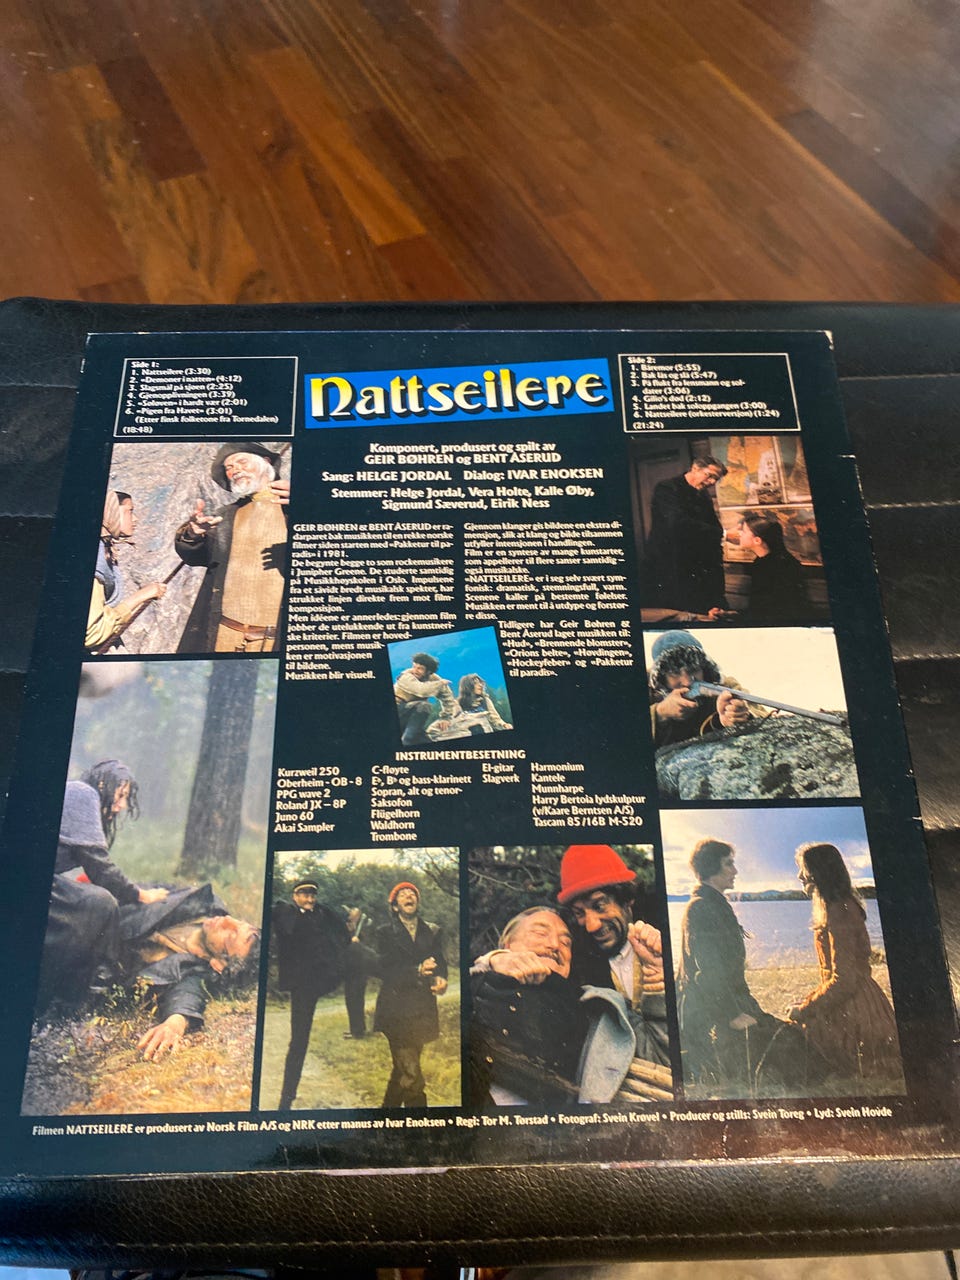 Side 1:
1. Nattseilere (3:30)
2. «Demoner i natten» (4:12)
3. Slagsmål på sjøen (2:25)
4. Gjenopplivningen (3:39)
5. «Soløven» i hardt vær (2:01)
6. «Pigen fra Havet» (3:01)
(Etter finsk folketone fra Tornedalen)
(18:48)
Nattseilere
Side 2:
1. Båremor (5:55)
2. Bak lås og slå (5:47)
3. På flukt fra lensmann og sol-
dater (3:06)
4. Gilio's død (2:12)
5. Landet bak soloppgangen (3:00)
6. Nattseilere (orkesterversjon) (1:24)
(21:24)
Komponert, produsert og spilt av
GEIR BØHREN og BENT ÅSERUD
Sang: HELGE JORDAL Dialog: IVAR ENOKSEN
Stemmer: Helge Jordal, Vera Holte, Kalle Øby,
Sigmund Sæverud, Eirik Ness
GEIR BØHREN & BENT ÅSERUD er ra-
darparet bak musikken til en rekke norske
filmer siden starten med «Pakketur til pa-
radis» i 1981.
De begynte begge to som rockemusikere
i Junipher Greene. De studerte samtidig
på Musikkhøyskolen i Oslo. Impulsene
fra et såvidt bredt musikalsk spekter, har
strukket linjen direkte frem mot film-
komposisjon.
Men idéene er annerledes: gjennom film
jobber de utelukkende ut fra kunstneri-
ske kriterier. Filmen er hoved-
personen, mens musik-
ken er motivasjonen
til bildene.
Musikken blir visuell.
Gjennom klanger gis bildene en ekstra di-
mensjon, slik at klang og bilde tilsammen
utfyller intensjonen i handlingen.
Film er en syntese av mange kunstarter,
som appellerer til flere sanser samtidig –
også musikalske.
«NATTSEILERE» er i seg selv svært sym-
fonisk: dramatisk, stemningsfull, varm.
Scenene kaller på bestemte følelser.
Musikken er ment til å utdype og forstør-
re disse.
Tidligere har Geir Bøhren &
Bent Åserud laget musikken til:
«Hud», «Brennende blomster»,
«Orions belte», «Høvdingen»,
«Hockeyfeber» og «Pakketur
til paradis».
INSTRUMENTBESETNING
Kurzweil 250
Oberheim - OB - 8
PPG wave 2
Roland JX – 8P
Juno 60
Akai Sampler
C-fløyte
E♭, B♭ og bass-klarinett
Sopran, alt og tenor-
Saksofon
Flügelhorn
Waldhorn
Trombone
El-gitar
Slagverk
Harmonium
Kantele
Munnharpe
Harry Bertoia lydskulptur
(v/Kaare Berntsen A/S)
Tascam 85/16B M-520
Filmen NATTSEILERE er produsert av Norsk Film A/S og NRK etter manus av Ivar Enoksen • Regi: Tor M. Tørstad • Fotograf: Svein Krøvel • Producer og stills: Svein Toreg • Lyd: Svein Hovde